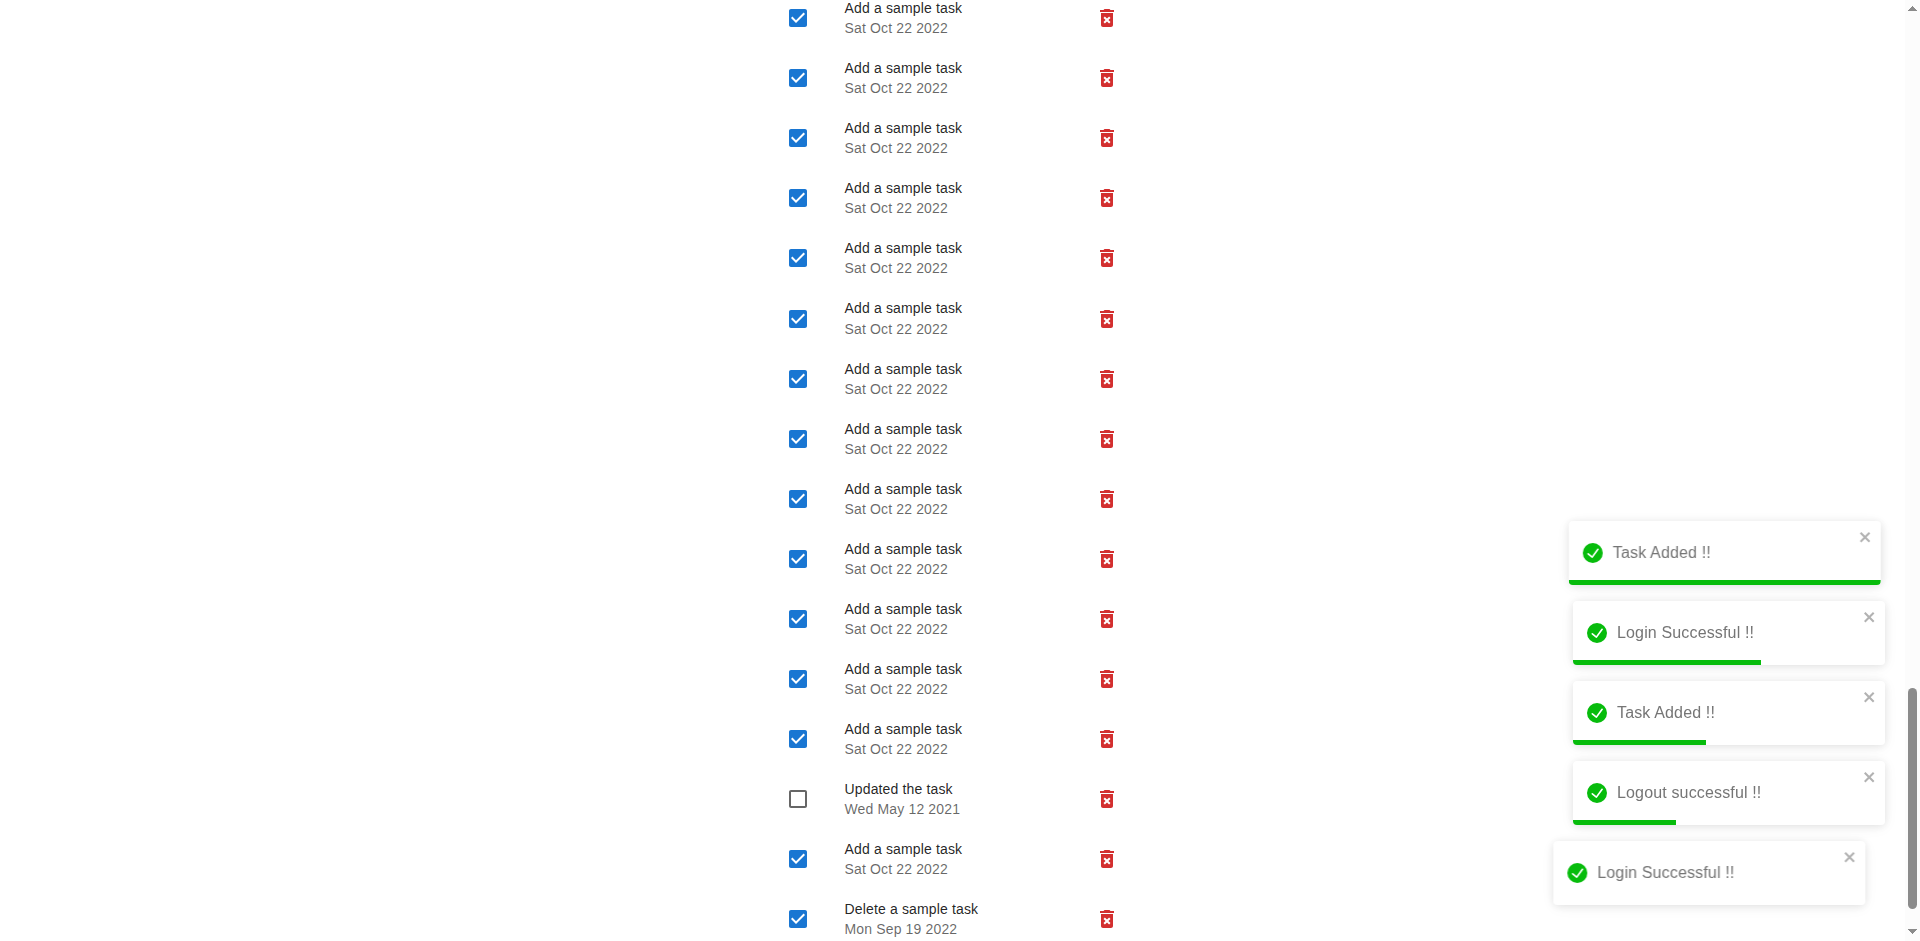 Add a sample task
Sat Oct 22 2022
Add a sample task
Sat Oct 22 2022
Add a sample task
Sat Oct 22 2022
Add a sample task
Sat Oct 22 2022
Add a sample task
Sat Oct 22 2022
Add a sample task
Sat Oct 22 2022
Add a sample task
Sat Oct 22 2022
Add a sample task
Sat Oct 22 2022
Add a sample task
Sat Oct 22 2022
Add a sample task
Sat Oct 22 2022
Add a sample task
Sat Oct 22 2022
Add a sample task
Sat Oct 22 2022
Add a sample task
Sat Oct 22 2022
Updated the task
Wed May 12 2021
Add a sample task
Sat Oct 22 2022
Delete a sample task
Mon Sep 19 2022
Task Added !!
Login Successful !!
Task Added !!
Logout successful !!
Login Successful !!